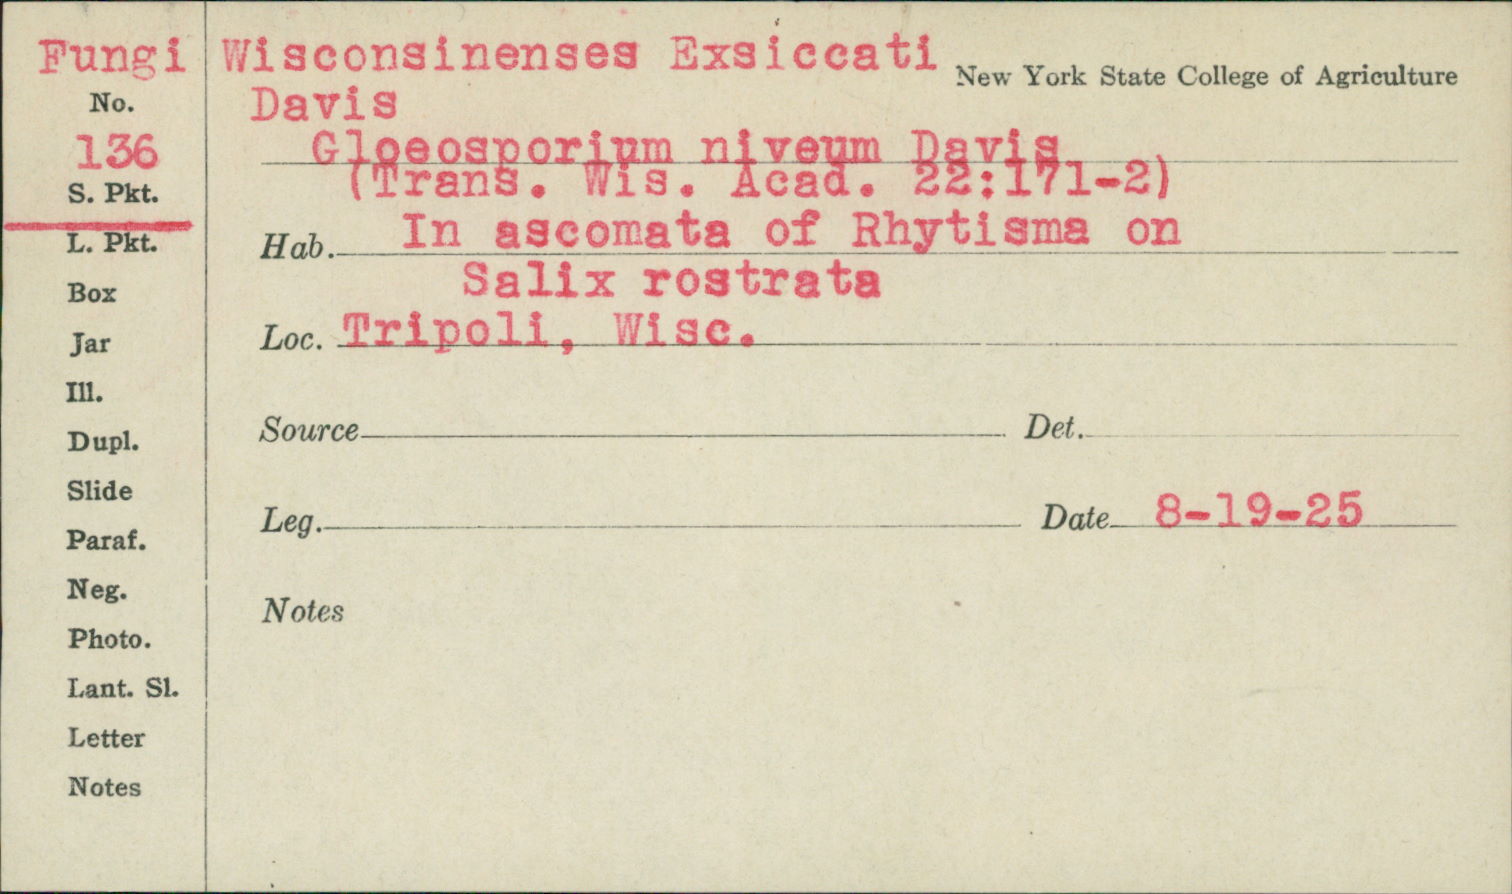 Fungi Wisconsinenses Exsiccati
New York State College of Agriculture
No.
Davis
136
Gloeosporium niveum Davis
(Trans. Wis. Acad. 22:171-2)
S. Pkt.
L. Pkt.
Hab. In ascomata of Rhytisma on
Salix rostrata
Box
Jar
Loc. Tripoli, Wisc.
Ill.
Dupl.
Source Det.
Slide
Leg. Date 8-19-25
Paraf.
Neg.
Notes
Photo.
Lant. Sl.
Letter
Notes